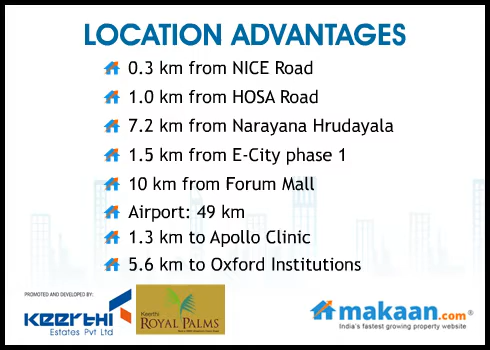 LOCATION ADVANTAGES
0.3 km from NICE Road
1.0 km from HOSA Road
7.2 km from Narayana Hrudayala
1.5 km from E-City phase 1
10 km from Forum Mall
Airport: 49 km
1.3 km to Apollo Clinic
5.6 km to Oxford Institutions
PROMOTED AND DEVELOPED BY:
KEERTHI
Estates Pvt Ltd
Keerthi
ROYAL PALMS
makaan.com®
India's fastest growing property website